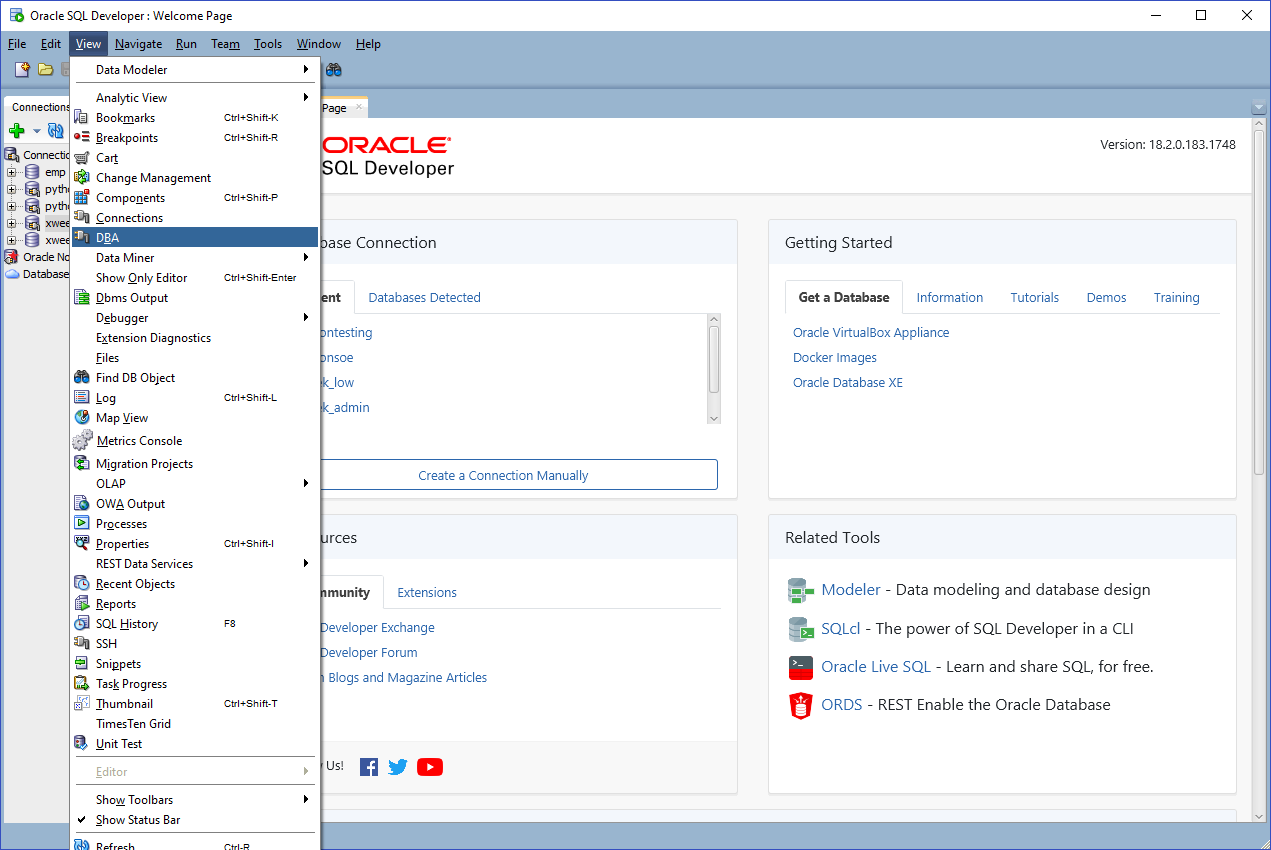 Oracle SQL Developer : Welcome Page
File Edit View Navigate Run Team Tools Window Help
Data Modeler
Analytic View
Bookmarks Ctrl+Shift-K
Breakpoints Ctrl+Shift-R
Cart
Change Management
Components Ctrl+Shift-P
Connections
DBA
Data Miner
Show Only Editor Ctrl+Shift-Enter
Dbms Output
Debugger
Extension Diagnostics
Files
Find DB Object
Log Ctrl+Shift-L
Map View
Metrics Console
Migration Projects
OLAP
OWA Output
Processes
Properties Ctrl+Shift-I
REST Data Services
Recent Objects
Reports
SQL History F8
SSH
Snippets
Task Progress
Thumbnail Ctrl+Shift-T
TimesTen Grid
Unit Test
Editor
Show Toolbars
Show Status Bar
Refresh Ctrl-R
Connections
Connectio
emp
pyth
pyth
xwee
xwee
Oracle No
Database
Page
ORACLE
SQL Developer
Version: 18.2.0.183.1748
base Connection
ent Databases Detected
ontesting
onsoe
k_low
k_admin
Create a Connection Manually
Getting Started
Get a Database Information Tutorials Demos Training
Oracle VirtualBox Appliance
Docker Images
Oracle Database XE
urces
mmunity Extensions
Developer Exchange
Developer Forum
Blogs and Magazine Articles
Us!
Related Tools
Modeler - Data modeling and database design
SQLcl - The power of SQL Developer in a CLI
Oracle Live SQL - Learn and share SQL, for free.
ORDS - REST Enable the Oracle Database